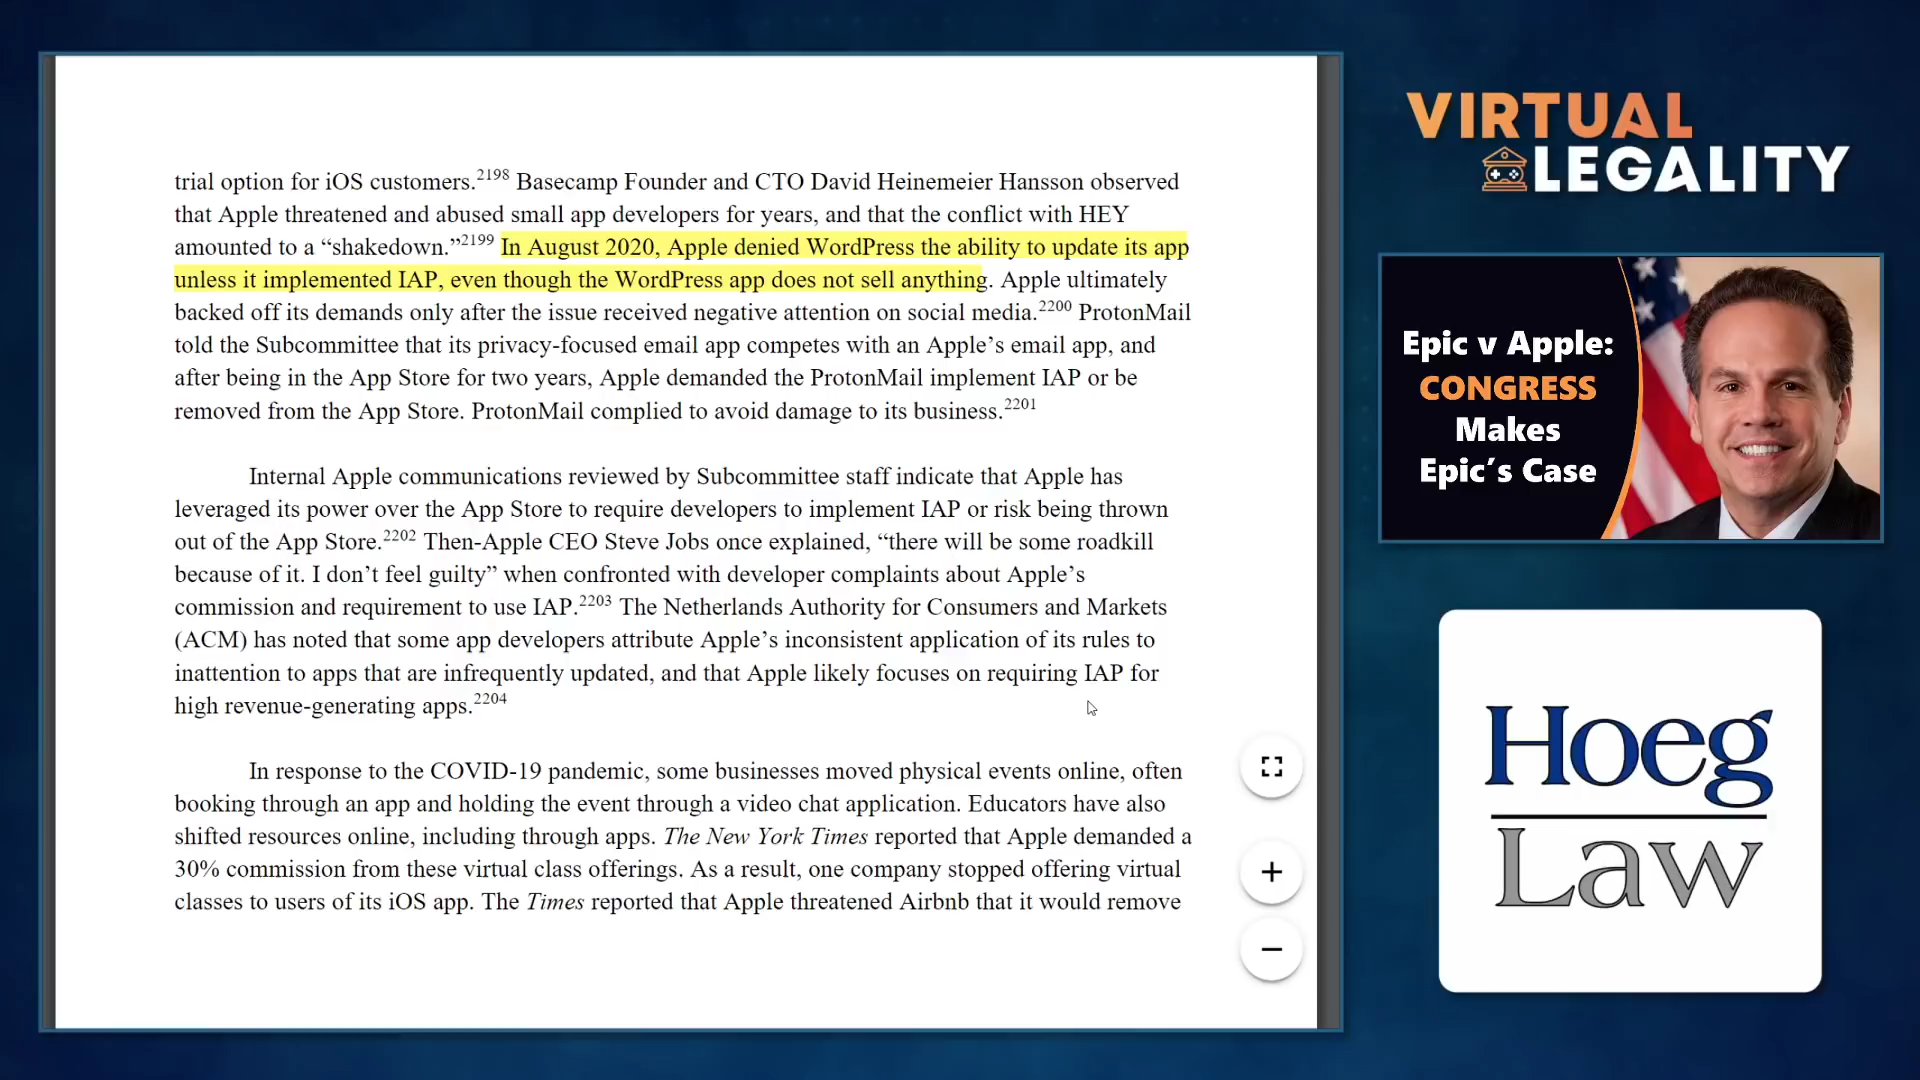 trial option for iOS customers.2198 Basecamp Founder and CTO David Heinemeier Hansson observed
that Apple threatened and abused small app developers for years, and that the conflict with HEY
amounted to a “shakedown.”2199 In August 2020, Apple denied WordPress the ability to update its app
unless it implemented IAP, even though the WordPress app does not sell anything. Apple ultimately
backed off its demands only after the issue received negative attention on social media.2200 ProtonMail
told the Subcommittee that its privacy-focused email app competes with an Apple’s email app, and
after being in the App Store for two years, Apple demanded the ProtonMail implement IAP or be
removed from the App Store. ProtonMail complied to avoid damage to its business.2201
Internal Apple communications reviewed by Subcommittee staff indicate that Apple has
leveraged its power over the App Store to require developers to implement IAP or risk being thrown
out of the App Store.2202 Then-Apple CEO Steve Jobs once explained, “there will be some roadkill
because of it. I don’t feel guilty” when confronted with developer complaints about Apple’s
commission and requirement to use IAP.2203 The Netherlands Authority for Consumers and Markets
(ACM) has noted that some app developers attribute Apple’s inconsistent application of its rules to
inattention to apps that are infrequently updated, and that Apple likely focuses on requiring IAP for
high revenue-generating apps.2204
In response to the COVID-19 pandemic, some businesses moved physical events online, often
booking through an app and holding the event through a video chat application. Educators have also
shifted resources online, including through apps. The New York Times reported that Apple demanded a
30% commission from these virtual class offerings. As a result, one company stopped offering virtual
classes to users of its iOS app. The Times reported that Apple threatened Airbnb that it would remove
VIRTUAL
LEGALITY
Epic v Apple:
CONGRESS
Makes
Epic’s Case
Hoeg
Law